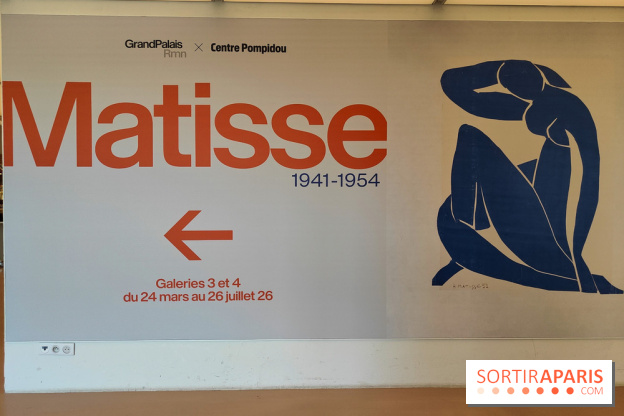 GrandPalais
Rmn
× Centre Pompidou
Matisse
1941-1954
Galeries 3 et 4
du 24 mars au 26 juillet 26
SORTIRAPARIS
.COM